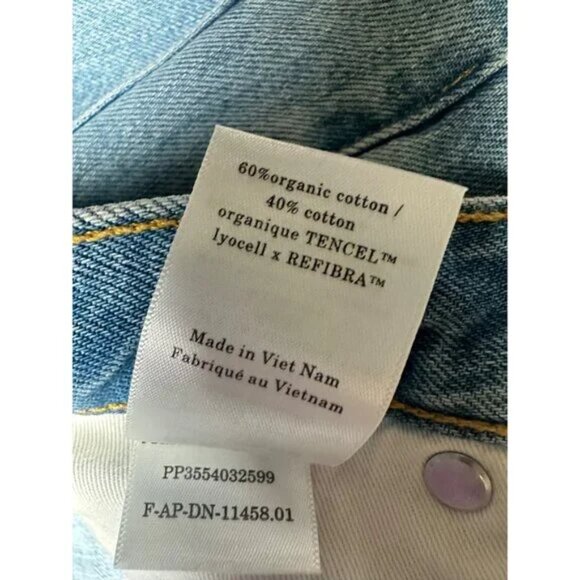 60%organic cotton /
40% cotton
organique TENCEL™
lyocell x REFIBRA™
Made in Viet Nam
Fabriqué au Vietnam
PP3554032599
F-AP-DN-11458.01